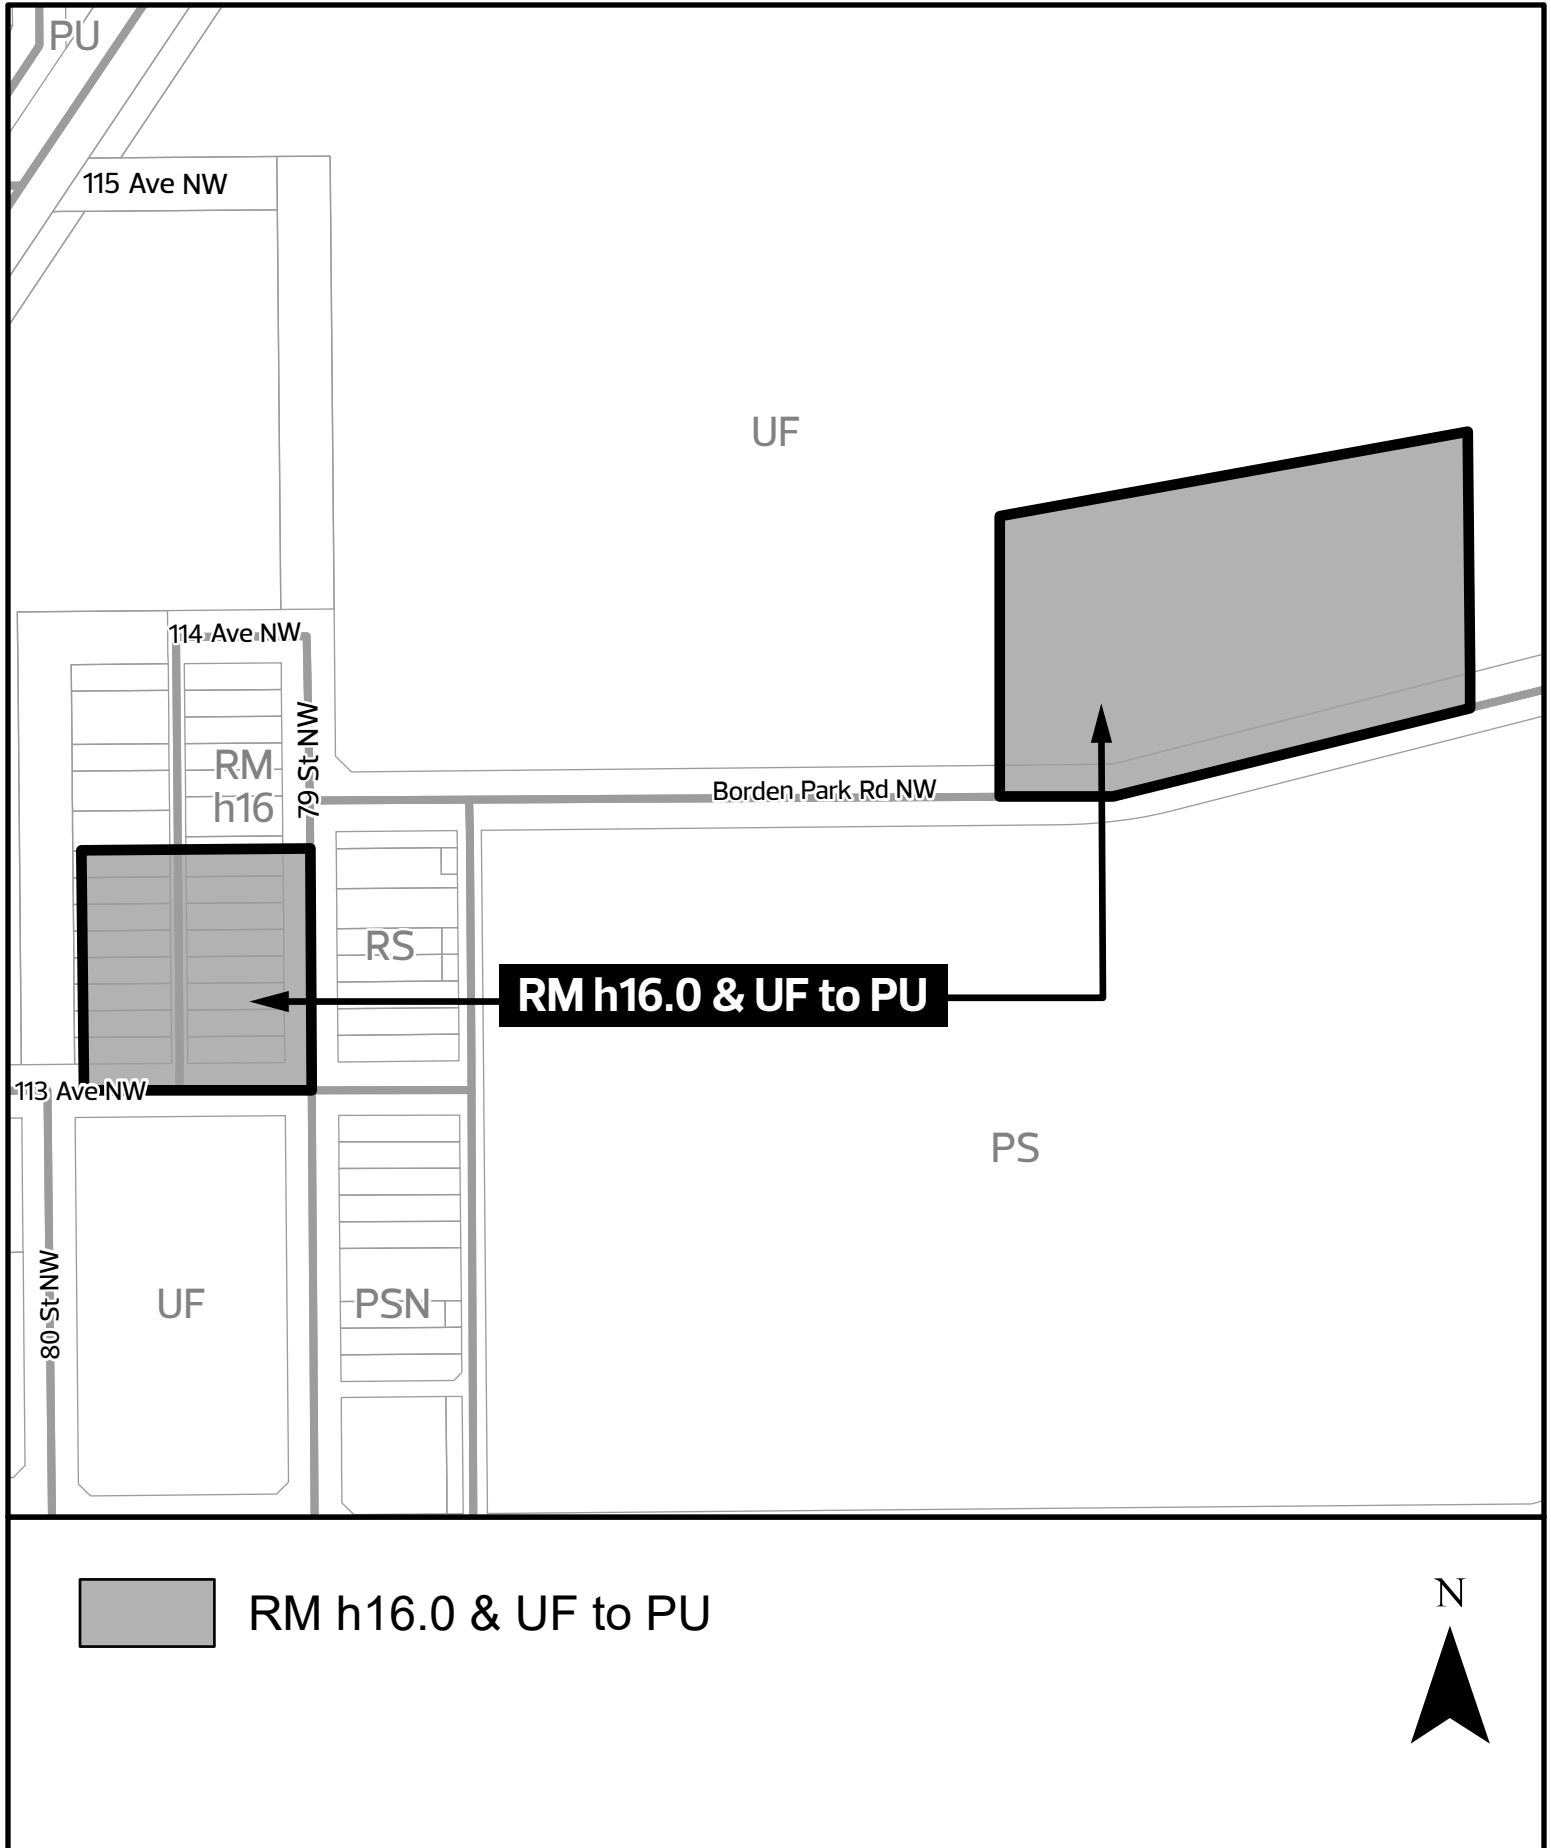 PU
115 Ave NW
UF
114 Ave NW
79 St NW
RM
h16
Borden Park Rd NW
RS
RM h16.0 & UF to PU
113 Ave NW
PS
80 St NW
UF
PSN
RM h16.0 & UF to PU
N